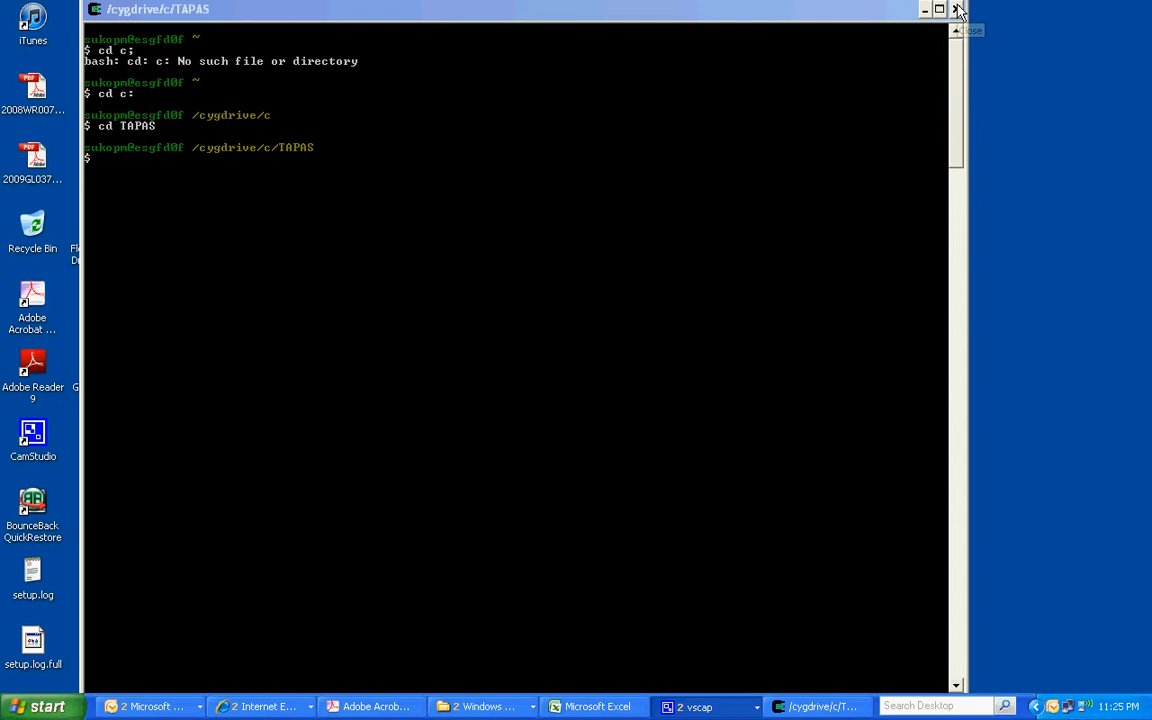 /cygdrive/c/TAPAS
Close
sukopm@esgfd0f ~
$ cd c;
bash: cd: c: No such file or directory
sukopm@esgfd0f ~
$ cd c:
sukopm@esgfd0f /cygdrive/c
$ cd TAPAS
sukopm@esgfd0f /cygdrive/c/TAPAS
$
iTunes
2008WR007...
2009GL037...
Recycle Bin
Adobe
Acrobat ...
Adobe Reader
9
CamStudio
BounceBack
QuickRestore
setup.log
setup.log.full
start
2 Microsoft ...
2 Internet E...
Adobe Acrob...
2 Windows ...
Microsoft Excel
2 vscap
/cygdrive/c/T...
Search Desktop
11:25 PM